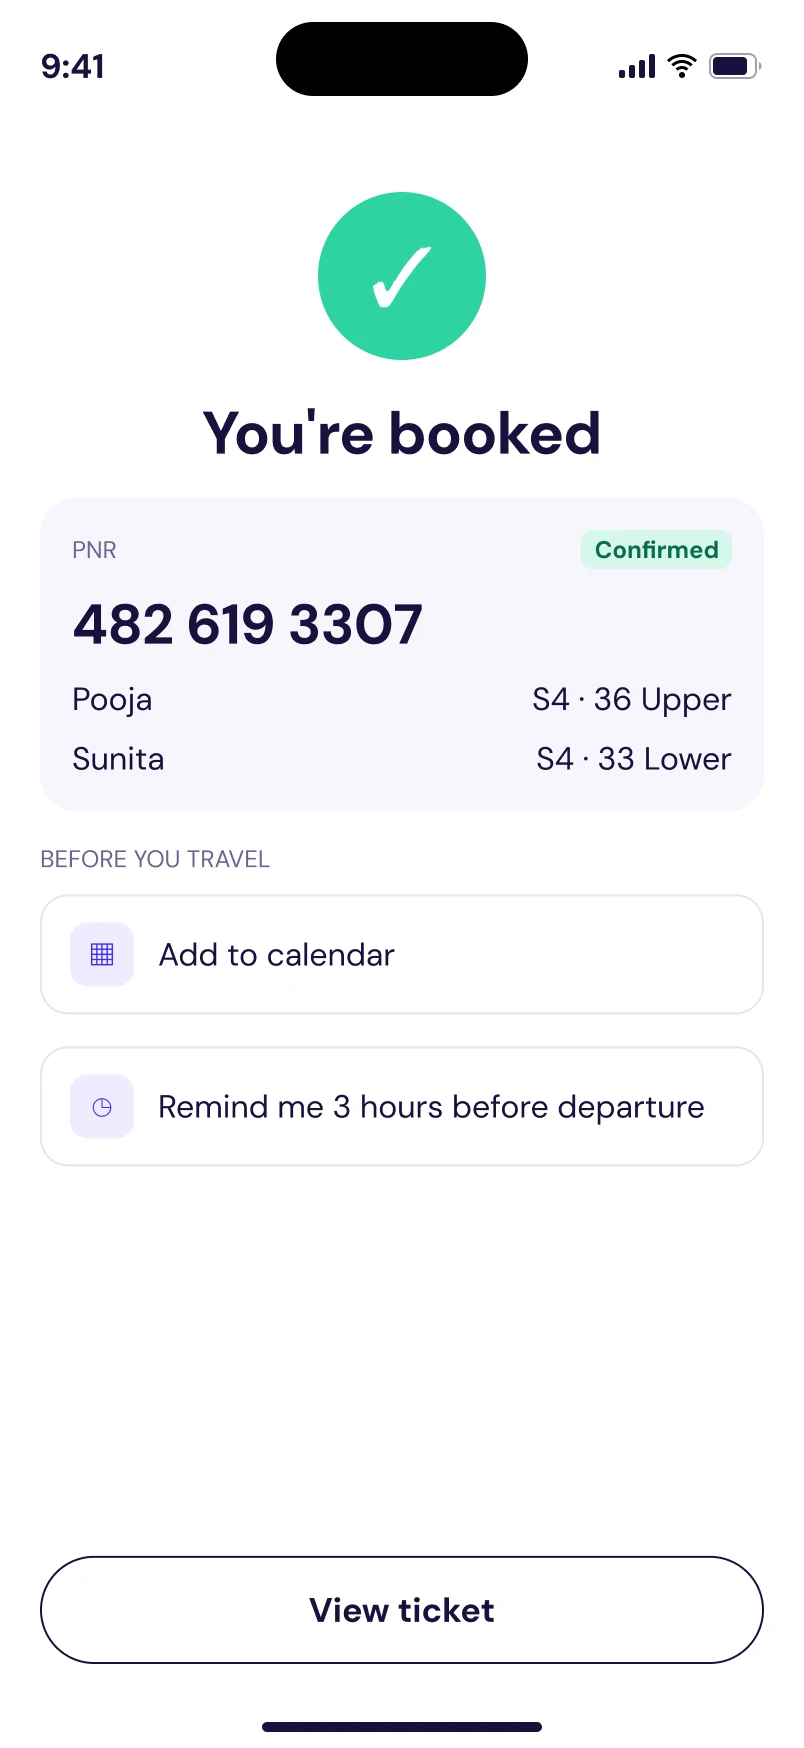 9:41
✓
You're booked
PNR
Confirmed
482 619 3307
Pooja
S4 · 36 Upper
Sunita
S4 · 33 Lower
BEFORE YOU TRAVEL
Add to calendar
Remind me 3 hours before departure
View ticket